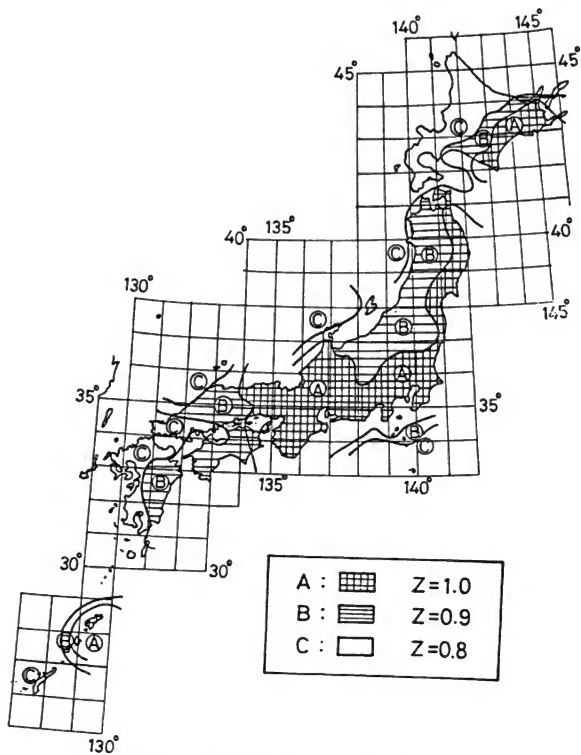 140° 145°
45° 45°
C B A
40° 135° C B 40°
130° C 145°
B
C A A
35° B 35°
C B
C C
B 135° 140°
30° 30°
A : Z=1.0
B : Z=0.9
C : Z=0.8
B A
C
130°